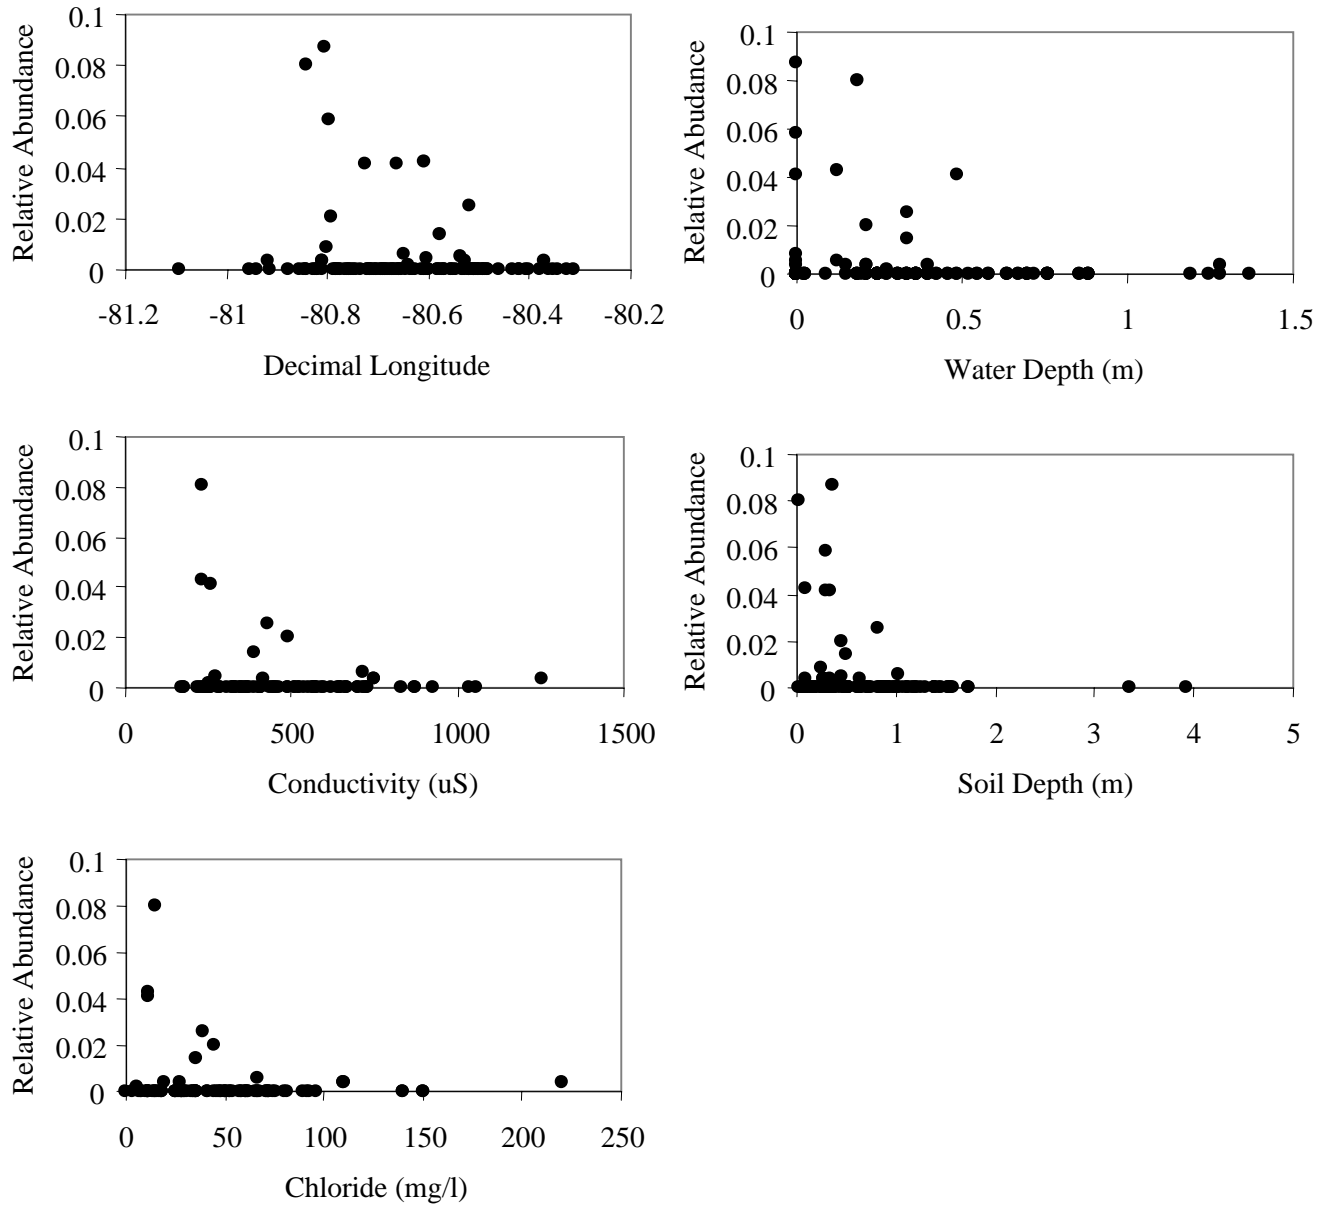 Relative Abundance
0.1
0.08
0.06
0.04
0.02
0
-81.2 -81 -80.8 -80.6 -80.4 -80.2
Decimal Longitude
Relative Abudance
0.1
0.08
0.06
0.04
0.02
0
0 0.5 1 1.5
Water Depth (m)
Relative Abundance
0.1
0.08
0.06
0.04
0.02
0
0 500 1000 1500
Conductivity (uS)
Relative Abundance
0.1
0.08
0.06
0.04
0.02
0
0 1 2 3 4 5
Soil Depth (m)
Relative Abundance
0.1
0.08
0.06
0.04
0.02
0
0 50 100 150 200 250
Chloride (mg/l)